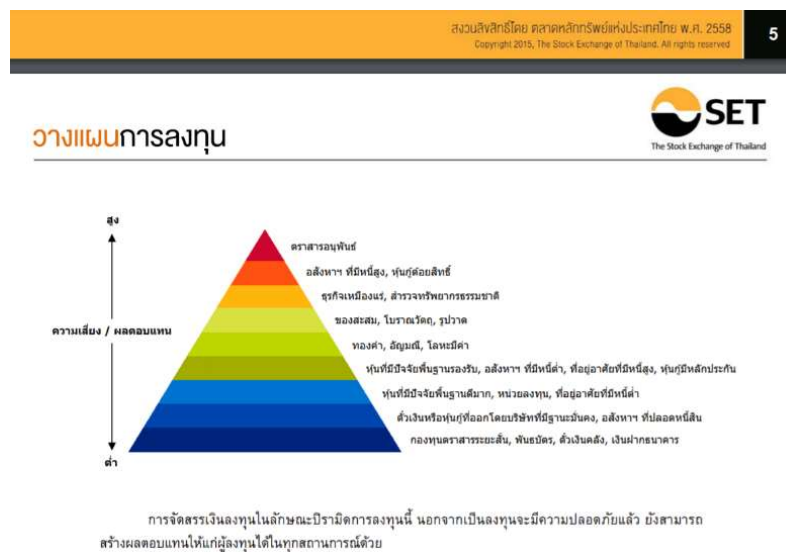 สงวนลิขสิทธิ์โดย ตลาดหลักทรัพย์แห่งประเทศไทย พ.ศ. 2558
Copyright 2015, The Stock Exchange of Thailand. All rights reserved
5
SET
The Stock Exchange of Thailand
วางแผนการลงทุน
สูง
ตราสารอนุพันธ์
อสังหาฯ ที่มีหนี้สูง, หุ้นกู้ด้อยสิทธิ์
ธุรกิจเหมืองแร่, สำรวจทรัพยากรธรรมชาติ
ของสะสม, โบราณวัตถุ, รูปวาด
ความเสี่ยง / ผลตอบแทน
ทองคำ, อัญมณี, โลหะมีค่า
หุ้นที่มีปัจจัยพื้นฐานรองรับ, อสังหาฯ ที่มีหนี้ต่ำ, ที่อยู่อาศัยที่มีหนี้สูง, หุ้นกู้มีหลักประกัน
หุ้นที่มีปัจจัยพื้นฐานดีมาก, หน่วยลงทุน, ที่อยู่อาศัยที่มีหนี้ต่ำ
ตั๋วเงินหรือหุ้นกู้ที่ออกโดยบริษัทที่มีฐานะมั่นคง, อสังหาฯ ที่ปลอดหนี้สิน
กองทุนตราสารระยะสั้น, พันธบัตร, ตั๋วเงินคลัง, เงินฝากธนาคาร
ต่ำ
การจัดสรรเงินลงทุนในลักษณะปิรามิดการลงทุนนี้ นอกจากเป็นลงทุนจะมีความปลอดภัยแล้ว ยังสามารถ
สร้างผลตอบแทนให้แก่ผู้ลงทุนได้ในทุกสถานการณ์ด้วย